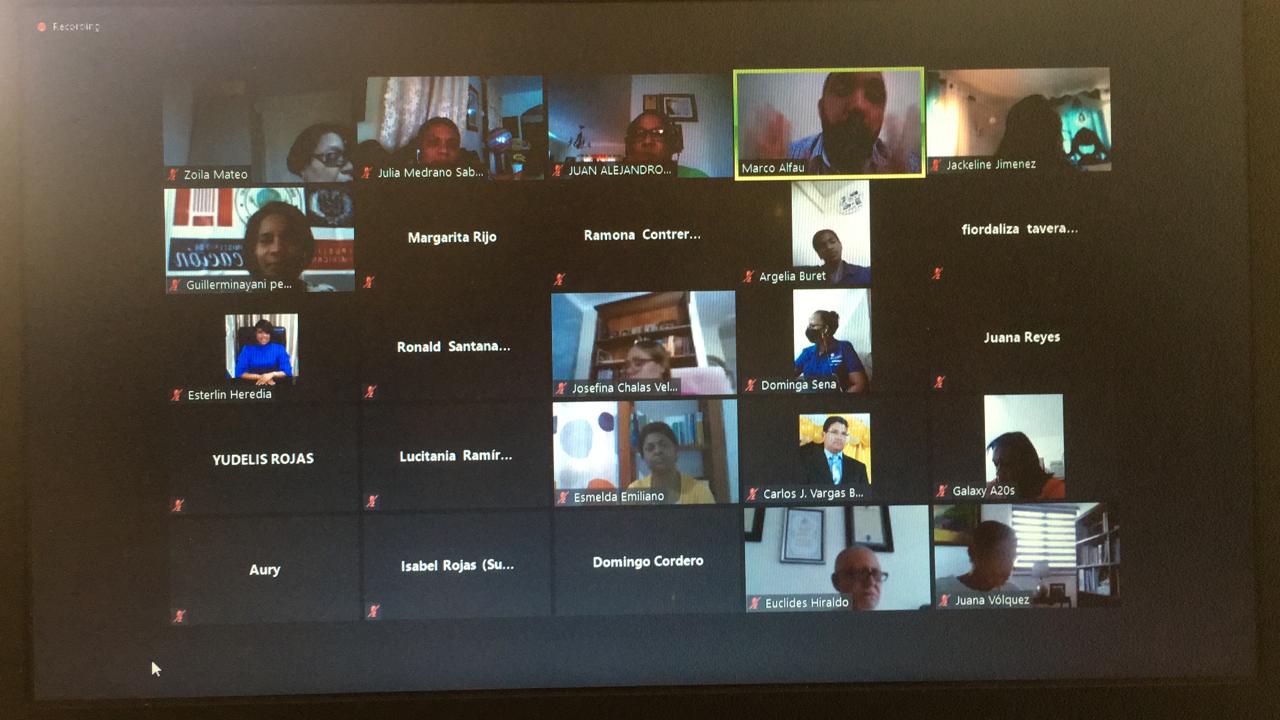 Recording
Zoila Mateo
Julia Medrano Sab...
JUAN ALEJANDRO...
Marco Alfau
Jackeline Jimenez
cación
Guillerminayani pe...
Margarita Rijo
Ramona Contrer...
Argelia Buret
fiordaliza tavera...
Esterlin Heredia
Ronald Santana...
Josefina Chalas Vel...
Dominga Sena
Juana Reyes
YUDELIS ROJAS
Lucitania Ramír...
Esmelda Emiliano
Carlos J. Vargas B...
Galaxy A20s
Aury
Isabel Rojas (Su...
Domingo Cordero
Euclides Hiraldo
Juana Vólquez